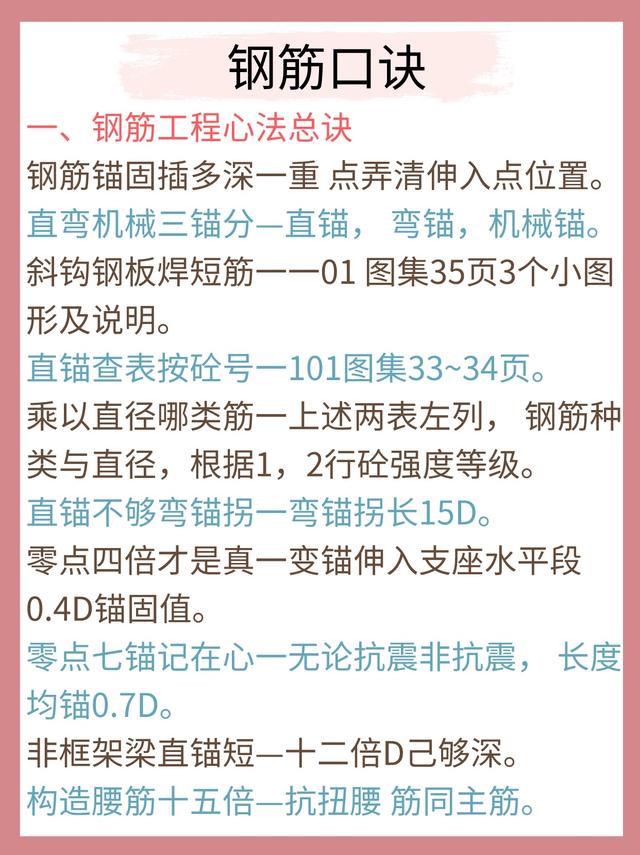 钢筋口诀
一、钢筋工程心法总诀
钢筋锚固插多深一重 点弄清伸入点位置。
直弯机械三锚分—直锚， 弯锚，机械锚。
斜钩钢板焊短筋一一01 图集35页3个小图
形及说明。
直锚查表按砼号一101图集33~34页。
乘以直径哪类筋一上述两表左列， 钢筋种
类与直径，根据1，2行砼强度等级。
直锚不够弯锚拐一弯锚拐长15D。
零点四倍才是真一变锚伸入支座水平段
0.4D锚固值。
零点七锚记在心一无论抗震非抗震， 长度
均锚0.7D。
非框架梁直锚短—十二倍D己够深。
构造腰筋十五倍—抗扭腰 筋同主筋。